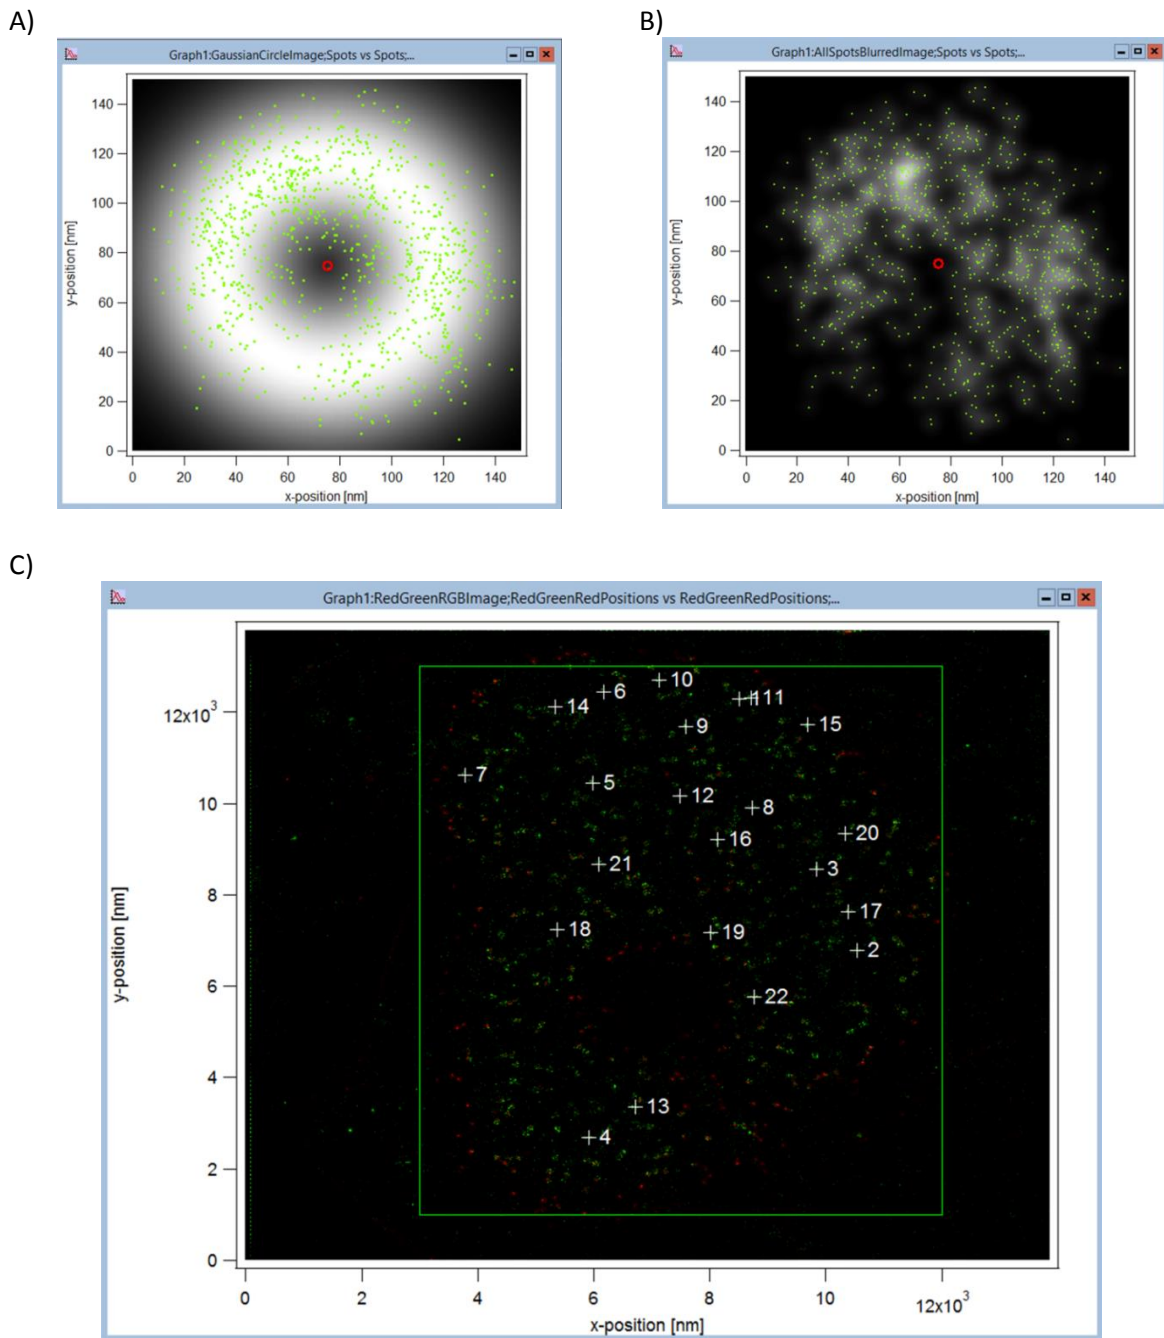 A)
B)
Graph1:GaussianCircleImage;Spots vs Spots;...
Graph1:AllSpotsBlurredImage;Spots vs Spots;...
140
120
100
80
60
40
20
0
y-position [nm]
0 20 40 60 80 100 120 140
x-position [nm]
140
120
100
80
60
40
20
0
y-position [nm]
0 20 40 60 80 100 120 140
x-position [nm]
C)
Graph1:RedGreenRGBImage;RedGreenRedPositions vs RedGreenRedPositions;...
12x10³
10
8
6
4
2
0
y-position [nm]
10
6
14
111
9
15
7
5
12
8
16
20
21
3
17
18
19
2
22
13
4
0 2 4 6 8 10 12x10³
x-position [nm]